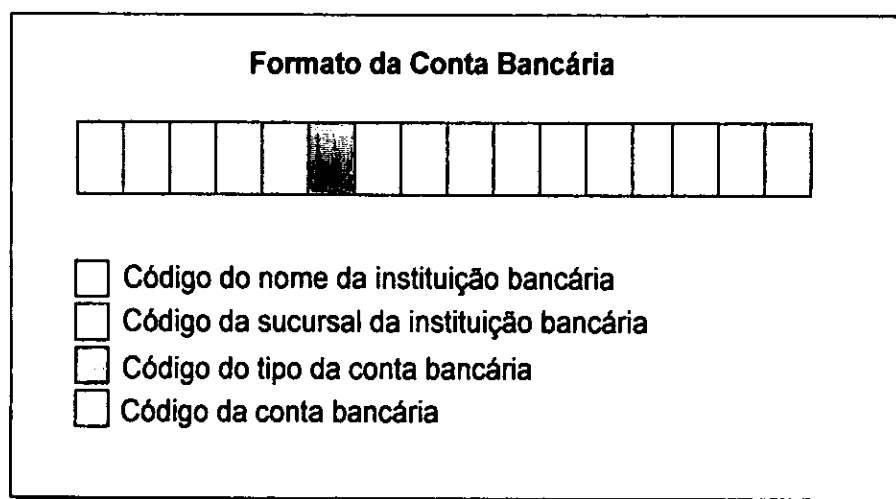 Formato da Conta Bancária
Código do nome da instituição bancária
Código da sucursal da instituição bancária
Código do tipo da conta bancária
Código da conta bancária